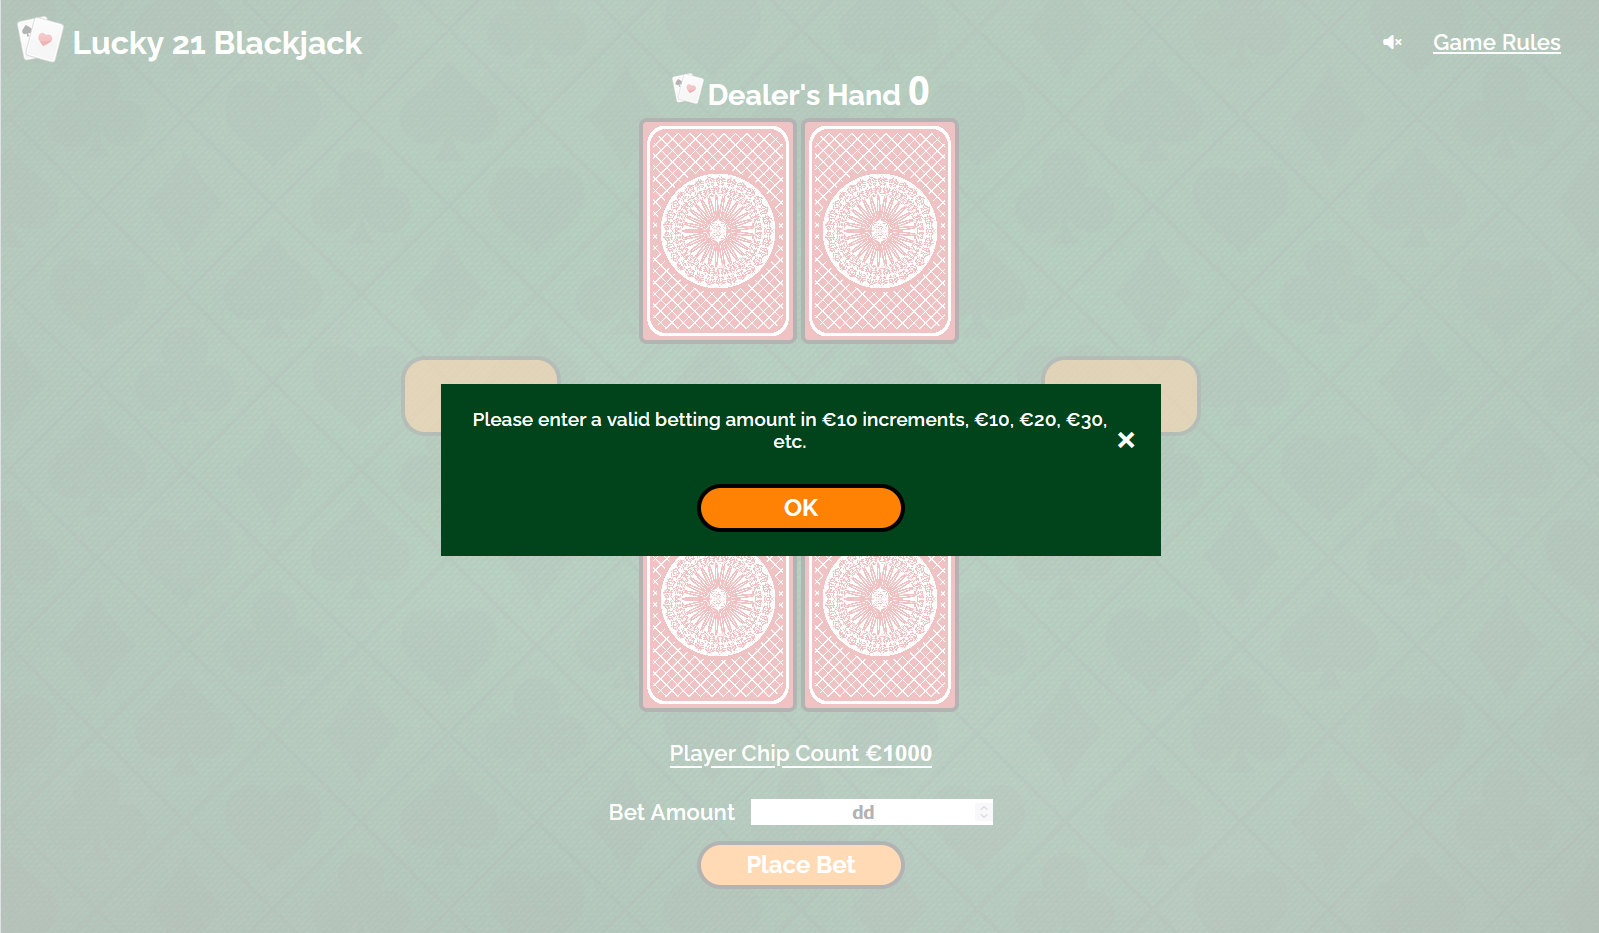 Lucky 21 Blackjack
Game Rules
Dealer's Hand 0
Please enter a valid betting amount in €10 increments, €10, €20, €30,
etc.
OK
Player Chip Count €1000
Bet Amount dd
Place Bet